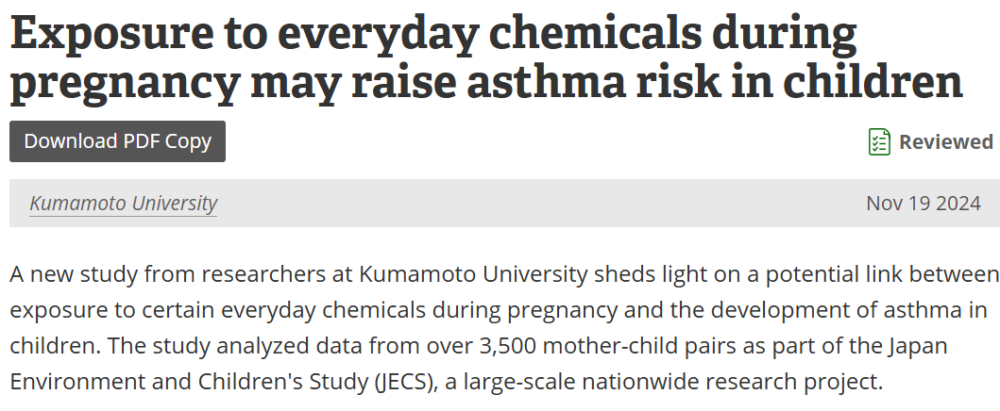 Exposure to everyday chemicals during
pregnancy may raise asthma risk in children
Download PDF Copy
Reviewed
Kumamoto University
Nov 19 2024
A new study from researchers at Kumamoto University sheds light on a potential link between
exposure to certain everyday chemicals during pregnancy and the development of asthma in
children. The study analyzed data from over 3,500 mother-child pairs as part of the Japan
Environment and Children's Study (JECS), a large-scale nationwide research project.